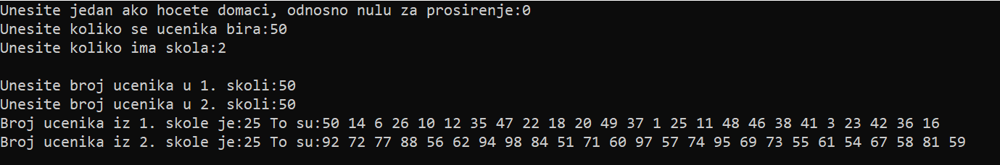 Unesite jedan ako hocete domaci, odnosno nulu za prosirenje:0
Unesite koliko se ucenika bira:50
Unesite koliko ima skola:2
Unesite broj ucenika u 1. skoli:50
Unesite broj ucenika u 2. skoli:50
Broj ucenika iz 1. skole je:25 To su:50 14 6 26 10 12 35 47 22 18 20 49 37 1 25 11 48 46 38 41 3 23 42 36 16
Broj ucenika iz 2. skole je:25 To su:92 72 77 88 56 62 94 98 84 51 71 60 97 57 74 95 69 73 55 61 54 67 58 81 59